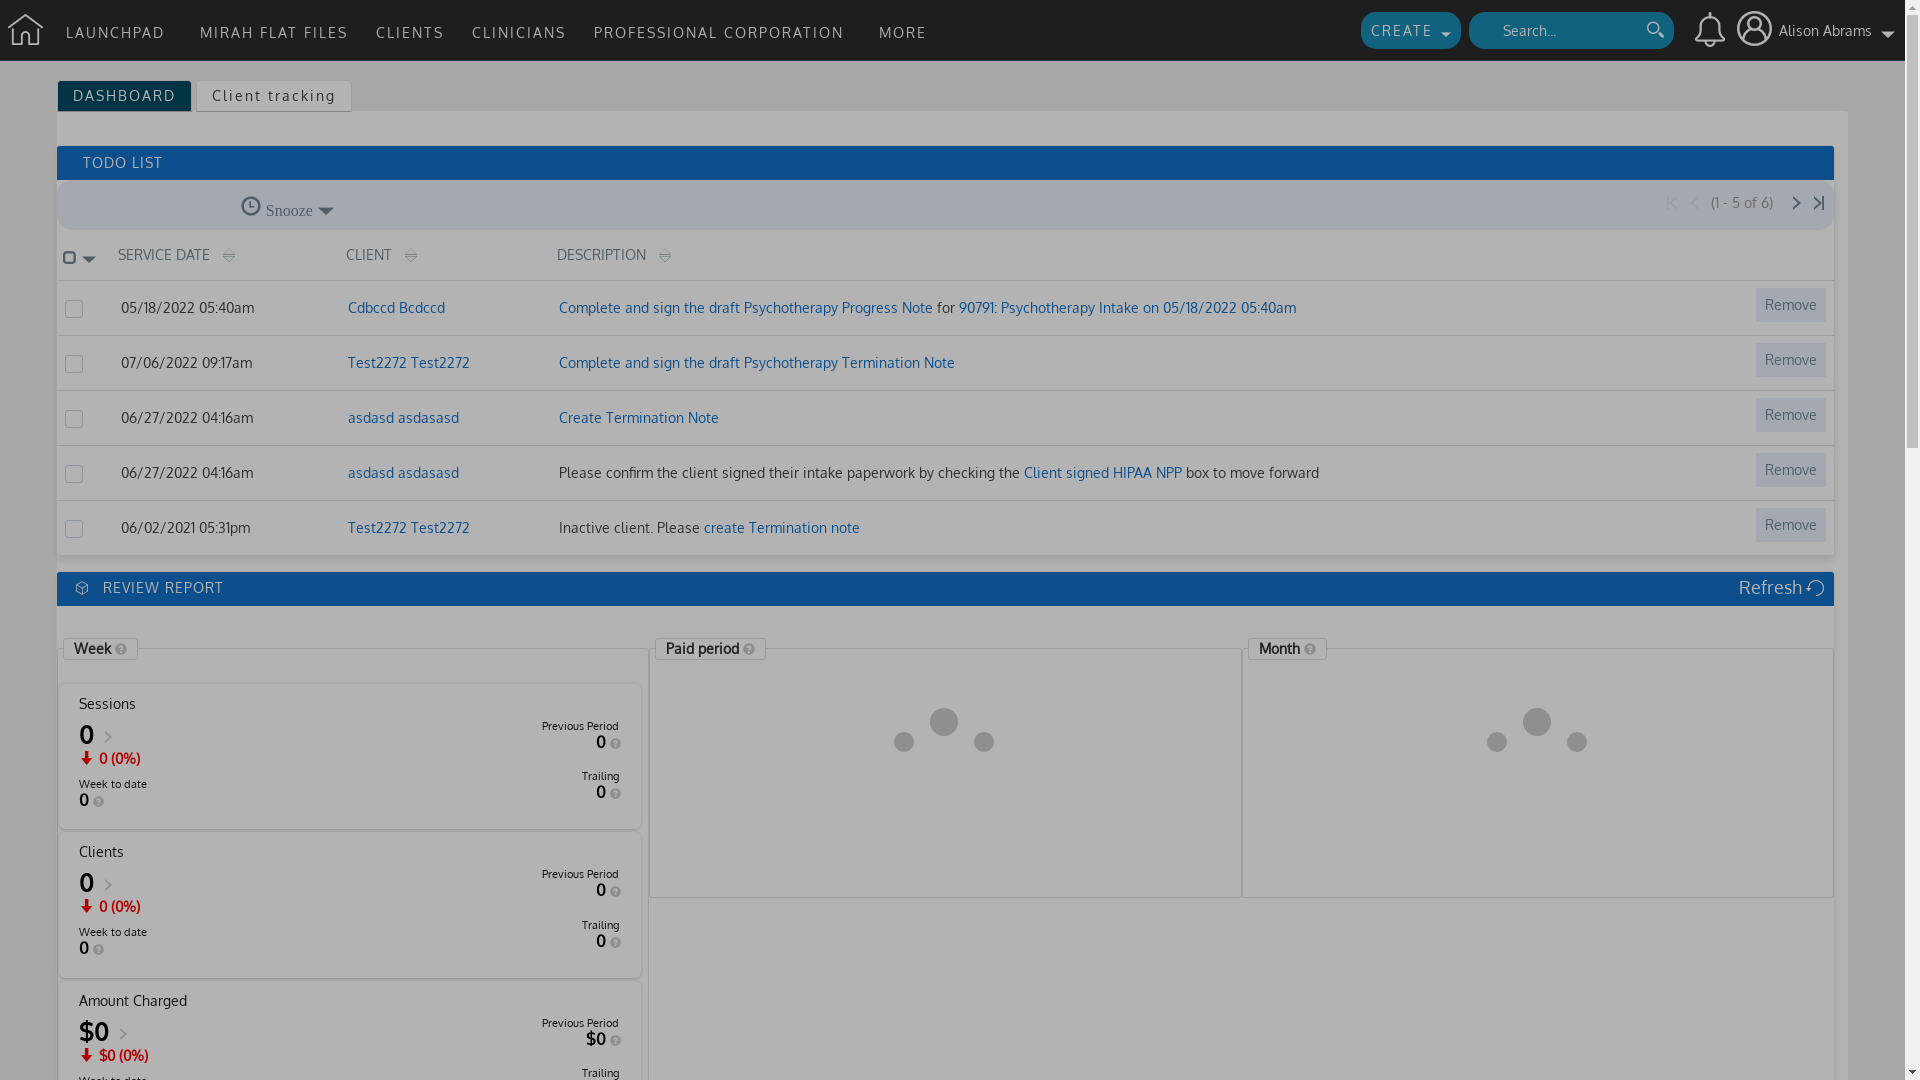 LAUNCHPAD MIRAH FLAT FILES CLIENTS CLINICIANS PROFESSIONAL CORPORATION MORE CREATE Search... Alison Abrams
DASHBOARD Client tracking
TODO LIST
Snooze (1 - 5 of 6)
SERVICE DATE CLIENT DESCRIPTION
05/18/2022 05:40am Cdbccd Bcdccd Complete and sign the draft Psychotherapy Progress Note for 90791: Psychotherapy Intake on 05/18/2022 05:40am Remove
07/06/2022 09:17am Test2272 Test2272 Complete and sign the draft Psychotherapy Termination Note Remove
06/27/2022 04:16am asdasd asdasasd Create Termination Note Remove
06/27/2022 04:16am asdasd asdasasd Please confirm the client signed their intake paperwork by checking the Client signed HIPAA NPP box to move forward Remove
06/02/2021 05:31pm Test2272 Test2272 Inactive client. Please create Termination note Remove
REVIEW REPORT Refresh
Week Paid period Month
Sessions
0
0 (0%)
Week to date
0
Previous Period
0
Trailing
0
Clients
0
0 (0%)
Week to date
0
Previous Period
0
Trailing
0
Amount Charged
$0
$0 (0%)
Week to date
Previous Period
$0
Trailing